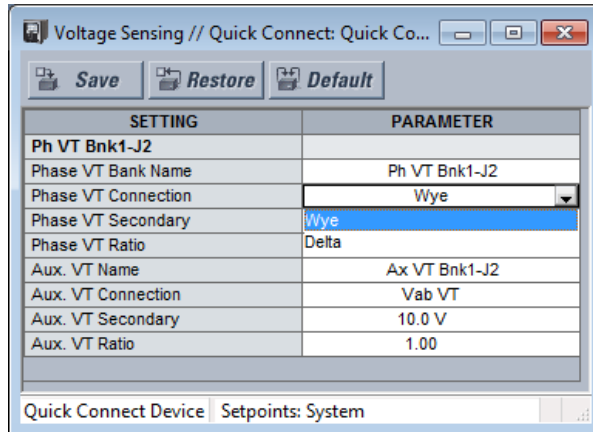 Voltage Sensing // Quick Connect: Quick Co...
Save Restore Default
SETTING PARAMETER
Ph VT Bnk1-J2
Phase VT Bank Name Ph VT Bnk1-J2
Phase VT Connection Wye
Phase VT Secondary Wye
Phase VT Ratio Delta
Aux. VT Name Ax VT Bnk1-J2
Aux. VT Connection Vab VT
Aux. VT Secondary 10.0 V
Aux. VT Ratio 1.00
Quick Connect Device Setpoints: System